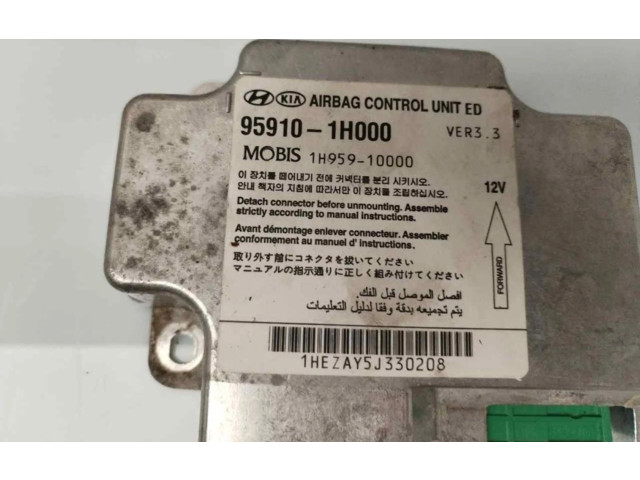 HYUNDAI KIA AIRBAG CONTROL UNIT ED
95910-1H000 VER3.3
MOBIS 1H959-10000
이 장치를 떼어내기 전에 커넥터를 분리 시키시오.
안내 책자의 지침에 따라서만 이 장치를 조립하십시오. 12V
Detach connector before unmounting. Assemble
strictly according to manual instructions.
Avant démontage enlever connecteur. Assembler
conformement au manuel d' instructions.
取り外す際にコネクタを抜いてください
マニュアルの指示通りに正しく組み付けてください
FORWARD
افصل الموصل قبل الفك.
يتم تجميعه بدقة وفقا لدليل التعليمات
1HEZAY5J330208